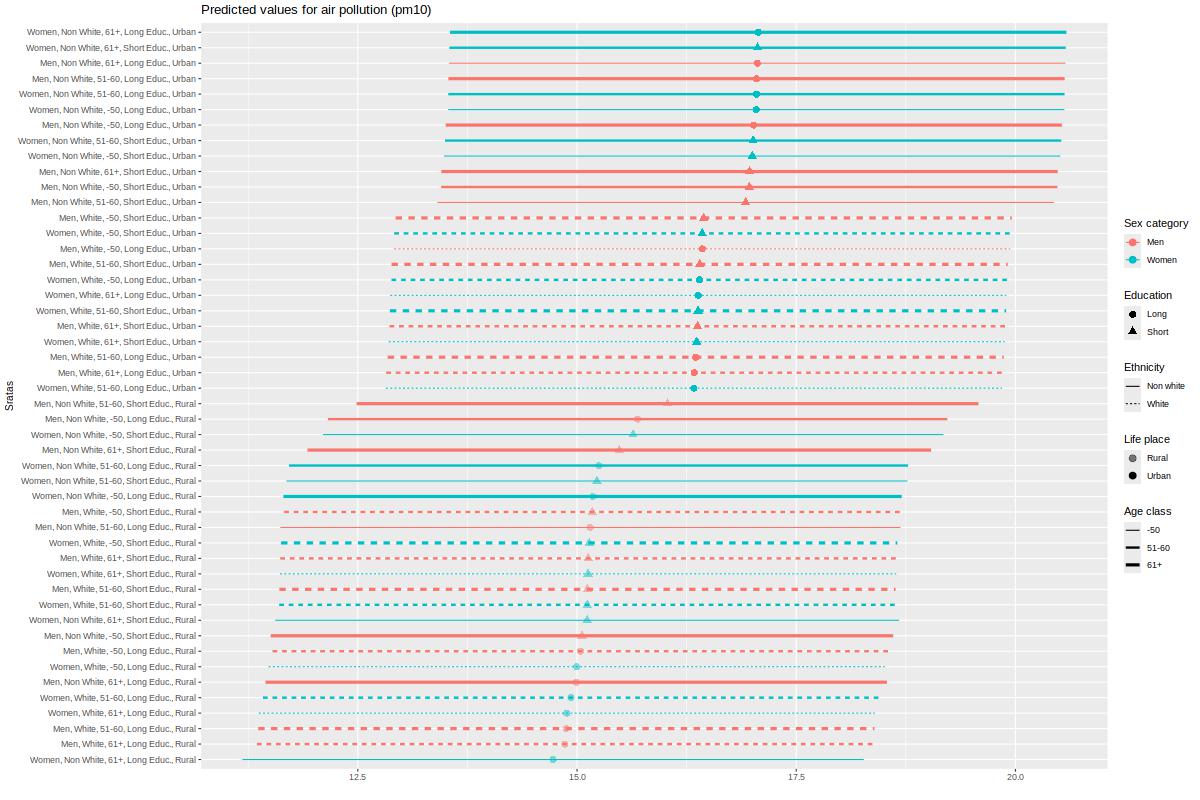 Predicted values for air pollution (pm10)
Women, Non White, 61+, Long Educ., Urban
Women, Non White, 61+, Short Educ., Urban
Men, Non White, 61+, Long Educ., Urban
Men, Non White, 51-60, Long Educ., Urban
Women, Non White, 51-60, Long Educ., Urban
Women, Non White, -50, Long Educ., Urban
Men, Non White, -50, Long Educ., Urban
Women, Non White, 51-60, Short Educ., Urban
Women, Non White, -50, Short Educ., Urban
Men, Non White, 61+, Short Educ., Urban
Men, Non White, -50, Short Educ., Urban
Men, Non White, 51-60, Short Educ., Urban
Men, White, -50, Short Educ., Urban
Women, White, -50, Short Educ., Urban
Men, White, -50, Long Educ., Urban
Men, White, 51-60, Short Educ., Urban
Women, White, -50, Long Educ., Urban
Women, White, 61+, Long Educ., Urban
Women, White, 51-60, Short Educ., Urban
Men, White, 61+, Short Educ., Urban
Women, White, 61+, Short Educ., Urban
Men, White, 51-60, Long Educ., Urban
Men, White, 61+, Long Educ., Urban
Women, White, 51-60, Long Educ., Urban
Men, Non White, 51-60, Short Educ., Rural
Men, Non White, -50, Long Educ., Rural
Women, Non White, -50, Short Educ., Rural
Men, Non White, 61+, Short Educ., Rural
Women, Non White, 51-60, Long Educ., Rural
Women, Non White, 51-60, Short Educ., Rural
Women, Non White, -50, Long Educ., Rural
Men, White, -50, Short Educ., Rural
Men, Non White, 51-60, Long Educ., Rural
Women, White, -50, Short Educ., Rural
Men, White, 61+, Short Educ., Rural
Women, White, 61+, Short Educ., Rural
Men, White, 51-60, Short Educ., Rural
Women, White, 51-60, Short Educ., Rural
Women, Non White, 61+, Short Educ., Rural
Men, Non White, -50, Short Educ., Rural
Men, White, -50, Long Educ., Rural
Women, White, -50, Long Educ., Rural
Men, Non White, 61+, Long Educ., Rural
Women, White, 51-60, Long Educ., Rural
Women, White, 61+, Long Educ., Rural
Men, White, 51-60, Long Educ., Rural
Men, White, 61+, Long Educ., Rural
Women, Non White, 61+, Long Educ., Rural
Sratas
12.5
15.0
17.5
20.0
Sex category
Men
Women
Education
Long
Short
Ethnicity
Non white
White
Life place
Rural
Urban
Age class
-50
51-60
61+